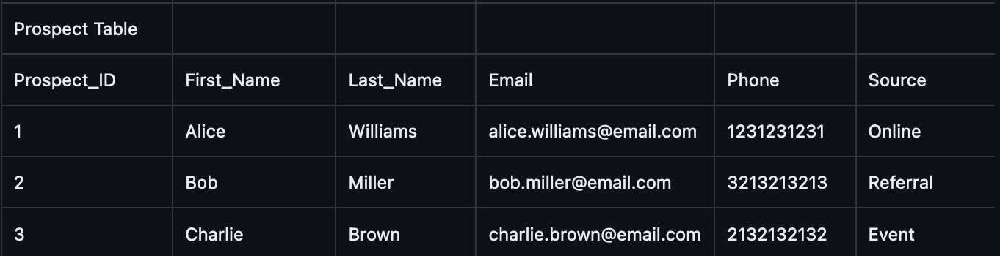 Prospect Table
Prospect_ID First_Name Last_Name Email Phone Source
1 Alice Williams alice.williams@email.com 1231231231 Online
2 Bob Miller bob.miller@email.com 3213213213 Referral
3 Charlie Brown charlie.brown@email.com 2132132132 Event